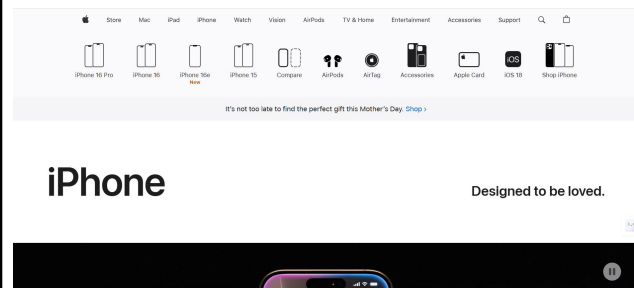 Store Mac iPad iPhone Watch Vision AirPods TV & Home Entertainment Accessories Support
iOS
iPhone 16 Pro iPhone 16 iPhone 16e iPhone 15 Compare AirPods AirTag Accessories Apple Card iOS 18 Shop iPhone
New
It's not too late to find the perfect gift this Mother's Day. Shop >
iPhone
Designed to be loved.